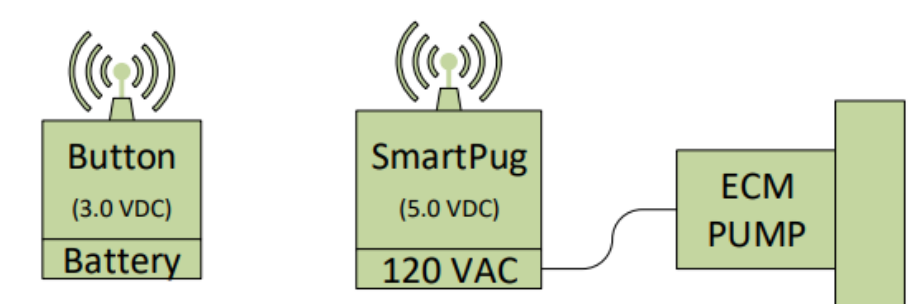 Button
(3.0 VDC)
Battery
SmartPug
(5.0 VDC)
120 VAC
ECM
PUMP